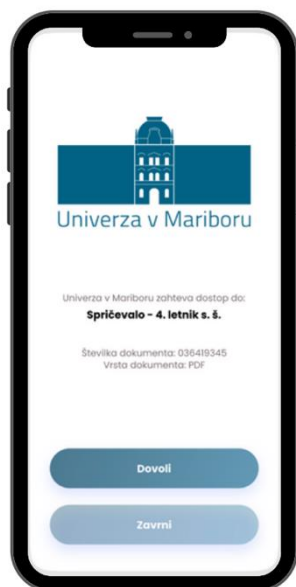 Univerza v Mariboru
Univerza v Mariboru zahteva dostop do:
Spričevalo - 4. letnik s. š.
Številka dokumenta: 036419345
Vrsta dokumenta: PDF
Dovoli
Zavrni